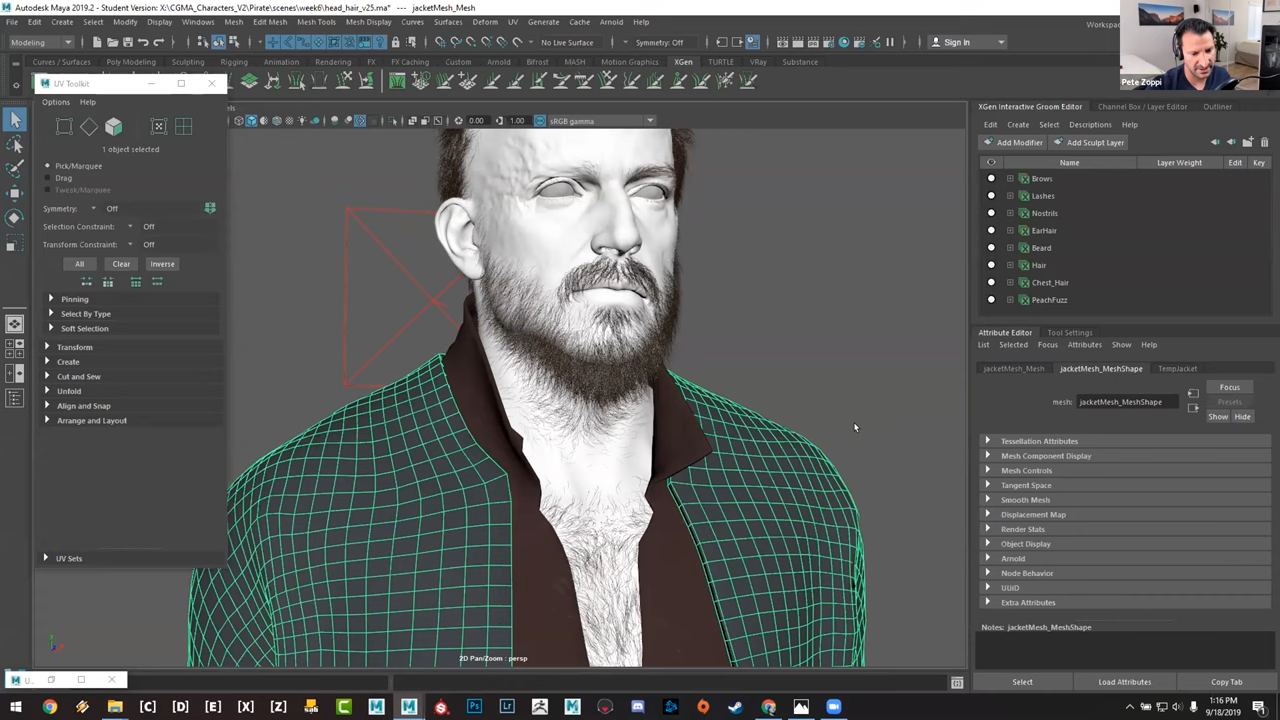 Autodesk Maya 2019.2 - Student Version: X:\CGMA_Characters_V2\Pirate\scenes\week6\head_hair_v25.ma* --- jacketMesh_Mesh
File Edit Create Select Modify Display Windows Mesh Edit Mesh Mesh Tools Mesh Display Curves Surfaces Deform UV Generate Cache Arnold Help
Workspace
Modeling
No Live Surface
Symmetry: Off
Sign In
Pete Zoppi
Curves / Surfaces Poly Modeling Sculpting Rigging Animation Rendering FX FX Caching Custom Arnold Bifrost MASH Motion Graphics XGen TURTLE VRay Substance
UV Toolkit
Options Help
1 object selected
Pick/Marquee
Drag
Tweak/Marquee
Symmetry: Off
Selection Constraint: Off
Transform Constraint: Off
All Clear Inverse
Pinning
Select By Type
Soft Selection
Transform
Create
Cut and Sew
Unfold
Align and Snap
Arrange and Layout
UV Sets
0.00 1.00 sRGB gamma
2D Pan/Zoom : persp
XGen Interactive Groom Editor Channel Box / Layer Editor Outliner
Edit Create Select Descriptions Help
Add Modifier Add Sculpt Layer
Name Layer Weight Edit Key
Brows
Lashes
Nostrils
EarHair
Beard
Hair
Chest_Hair
PeachFuzz
Attribute Editor Tool Settings
List Selected Focus Attributes Show Help
jacketMesh_Mesh jacketMesh_MeshShape TempJacket
Focus
Presets
mesh: jacketMesh_MeshShape
Show Hide
Tessellation Attributes
Mesh Component Display
Mesh Controls
Tangent Space
Smooth Mesh
Displacement Map
Render Stats
Object Display
Arnold
Node Behavior
UUID
Extra Attributes
Notes: jacketMesh_MeshShape
Select Load Attributes Copy Tab
U...
1:16 PM
9/18/2019